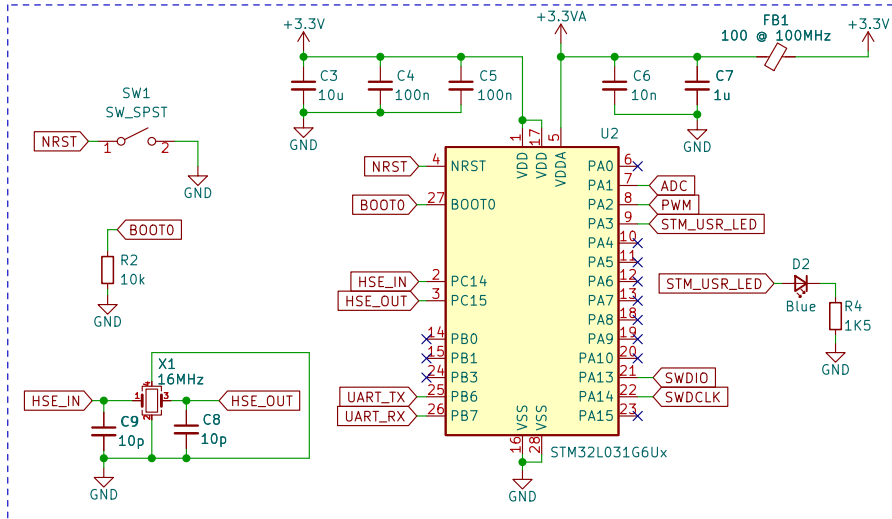 +3.3V
+3.3VA
FB1
100 @ 100MHz
+3.3V
C3
10u
C4
100n
C5
100n
C6
10n
C7
1u
GND
GND
SW1
SW_SPST
NRST
1
2
GND
BOOT0
R2
10k
GND
U2
1
VDD
17
VDD
5
VDDA
NRST
4
NRST
BOOT0
27
BOOT0
HSE_IN
2
PC14
HSE_OUT
3
PC15
14
PB0
15
PB1
24
PB3
UART_TX
25
PB6
UART_RX
26
PB7
PA0
6
PA1
7
ADC
PA2
8
PWM
PA3
9
STM_USR_LED
PA4
10
PA5
11
PA6
12
PA7
13
PA8
18
PA9
19
PA10
20
PA13
21
SWDIO
PA14
22
SWDCLK
PA15
23
VSS
16
VSS
28
STM32L031G6Ux
GND
STM_USR_LED
D2
Blue
R4
1K5
GND
X1
16MHz
HSE_IN
1
4
2
3
HSE_OUT
C9
10p
C8
10p
GND